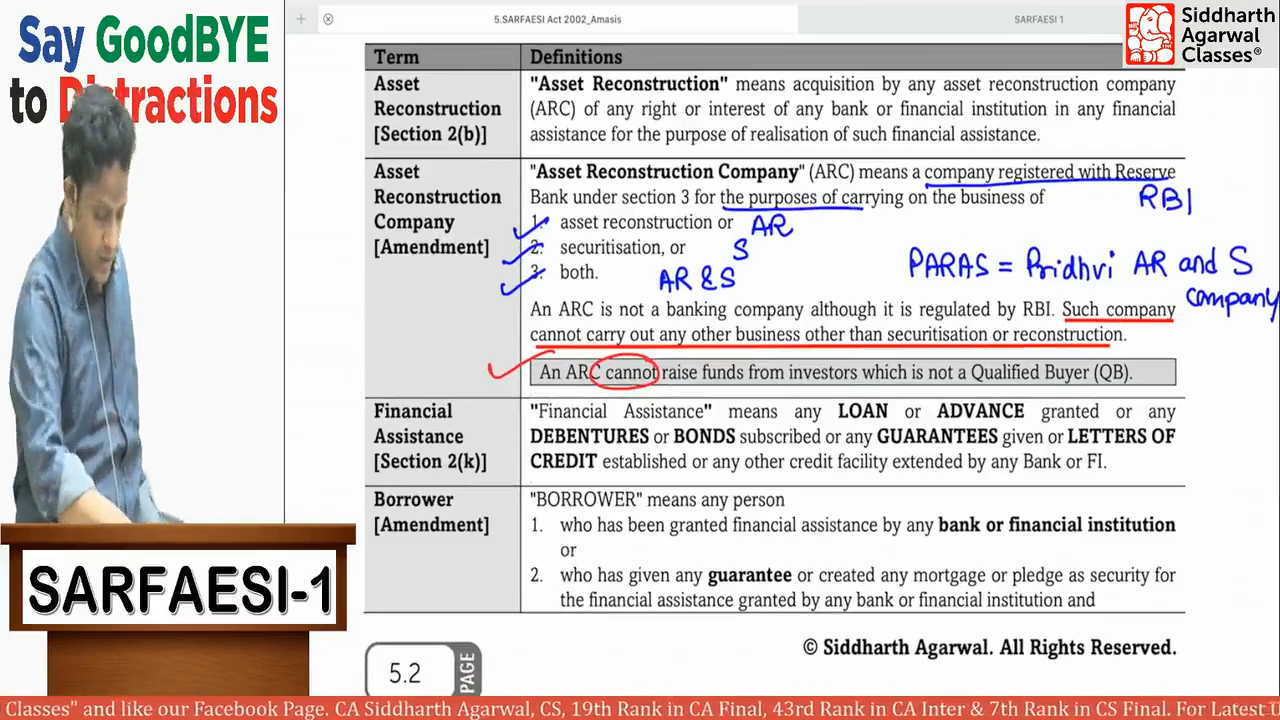 5.SARFAESI Act 2002_Amasis
SARFAESI 1
Siddharth
Agarwal
Classes®
Say GoodBYE
to Distractions
Term
Definitions
Asset
Reconstruction
[Section 2(b)]
"Asset Reconstruction" means acquisition by any asset reconstruction company
(ARC) of any right or interest of any bank or financial institution in any financial
assistance for the purpose of realisation of such financial assistance.
Asset
Reconstruction
Company
[Amendment]
"Asset Reconstruction Company" (ARC) means a company registered with Reserve
Bank under section 3 for the purposes of carrying on the business of
RBI
1. asset reconstruction or
AR
2. securitisation, or
S
3. both.
AR & S
PARAS = Pridhvi AR and S
company
An ARC is not a banking company although it is regulated by RBI. Such company
cannot carry out any other business other than securitisation or reconstruction.
An ARC cannot raise funds from investors which is not a Qualified Buyer (QB).
Financial
Assistance
[Section 2(k)]
"Financial Assistance" means any LOAN or ADVANCE granted or any
DEBENTURES or BONDS subscribed or any GUARANTEES given or LETTERS OF
CREDIT established or any other credit facility extended by any Bank or FI.
Borrower
[Amendment]
"BORROWER" means any person
1. who has been granted financial assistance by any bank or financial institution
or
2. who has given any guarantee or created any mortgage or pledge as security for
the financial assistance granted by any bank or financial institution and
© Siddharth Agarwal. All Rights Reserved.
5.2
PAGE
SARFAESI-1
Classes" and like our Facebook Page. CA Siddharth Agarwal, CS, 19th Rank in CA Final, 43rd Rank in CA Inter & 7th Rank in CS Final. For Latest